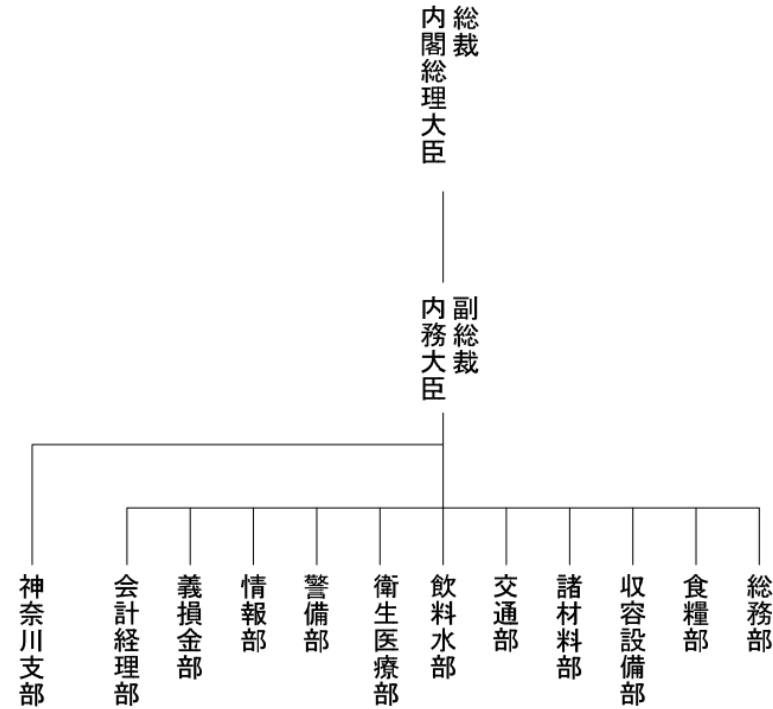 総裁
内閣総理大臣
副総裁
内務大臣
総務部
食糧部
収容設備部
諸材料部
交通部
飲料水部
衛生医療部
警備部
情報部
義損金部
会計経理部
神奈川支部